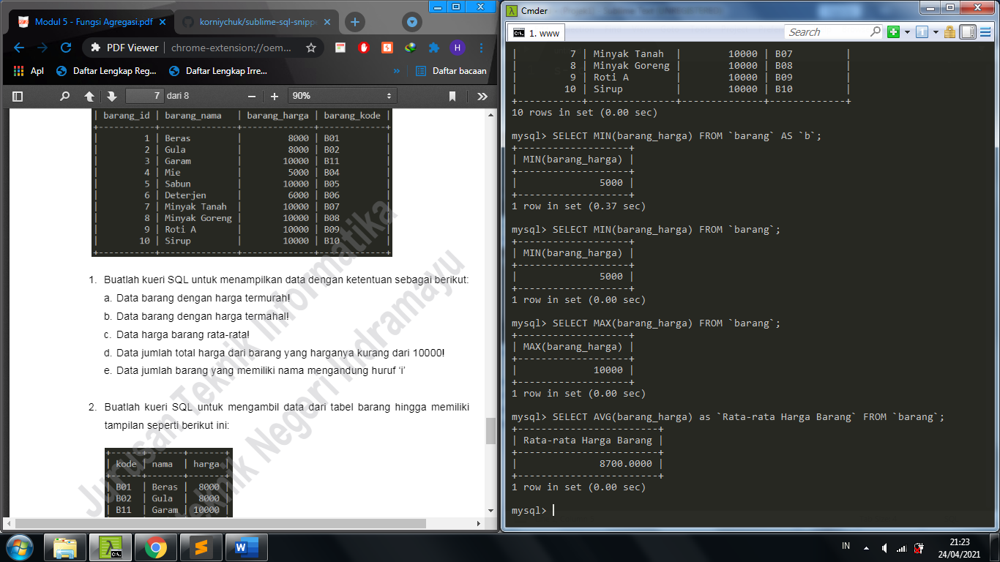 Modul 5 - Fungsi Agregasi.pdf
korniychuk/sublime-sql-snippe
PDF Viewer
chrome-extension://oem...
H
Apl
Daftar Lengkap Reg...
Daftar Lengkap Irre...
»
Daftar bacaan
7 dari 8
90%
| barang_id | barang_nama | barang_harga | barang_kode |
+-----------+---------------+--------------+-------------+
| 1 | Beras | 8000 | B01 |
| 2 | Gula | 8000 | B02 |
| 3 | Garam | 10000 | B11 |
| 4 | Mie | 5000 | B04 |
| 5 | Sabun | 10000 | B05 |
| 6 | Deterjen | 6000 | B06 |
| 7 | Minyak Tanah | 10000 | B07 |
| 8 | Minyak Goreng | 10000 | B08 |
| 9 | Roti A | 10000 | B09 |
| 10 | Sirup | 10000 | B10 |
+-----------+---------------+--------------+-------------+
1. Buatlah kueri SQL untuk menampilkan data dengan ketentuan sebagai berikut:
a. Data barang dengan harga termurah!
b. Data barang dengan harga termahal!
c. Data harga barang rata-rata!
d. Data jumlah total harga dari barang yang harganya kurang dari 10000!
e. Data jumlah barang yang memiliki nama mengandung huruf ‘i’
2. Buatlah kueri SQL untuk mengambil data dari tabel barang hingga memiliki
tampilan seperti berikut ini:
+------+-------+-------+
| kode | nama | harga |
+------+-------+-------+
| B01 | Beras | 8000 |
| B02 | Gula | 8000 |
| B11 | Garam | 10000 |
Jurusan Teknik Informatika
teknik Negeri Indramayu
Cmder
1. www
Search
| 7 | Minyak Tanah | 10000 | B07 |
| 8 | Minyak Goreng | 10000 | B08 |
| 9 | Roti A | 10000 | B09 |
| 10 | Sirup | 10000 | B10 |
+-----------+---------------+--------------+-------------+
10 rows in set (0.00 sec)
mysql> SELECT MIN(barang_harga) FROM `barang` AS `b`;
+-------------------+
| MIN(barang_harga) |
+-------------------+
| 5000 |
+-------------------+
1 row in set (0.37 sec)
mysql> SELECT MIN(barang_harga) FROM `barang`;
+-------------------+
| MIN(barang_harga) |
+-------------------+
| 5000 |
+-------------------+
1 row in set (0.00 sec)
mysql> SELECT MAX(barang_harga) FROM `barang`;
+-------------------+
| MAX(barang_harga) |
+-------------------+
| 10000 |
+-------------------+
1 row in set (0.00 sec)
mysql> SELECT AVG(barang_harga) as `Rata-rata Harga Barang` FROM `barang`;
+------------------------+
| Rata-rata Harga Barang |
+------------------------+
| 8700.0000 |
+------------------------+
1 row in set (0.00 sec)
mysql>
IN
21:23
24/04/2021